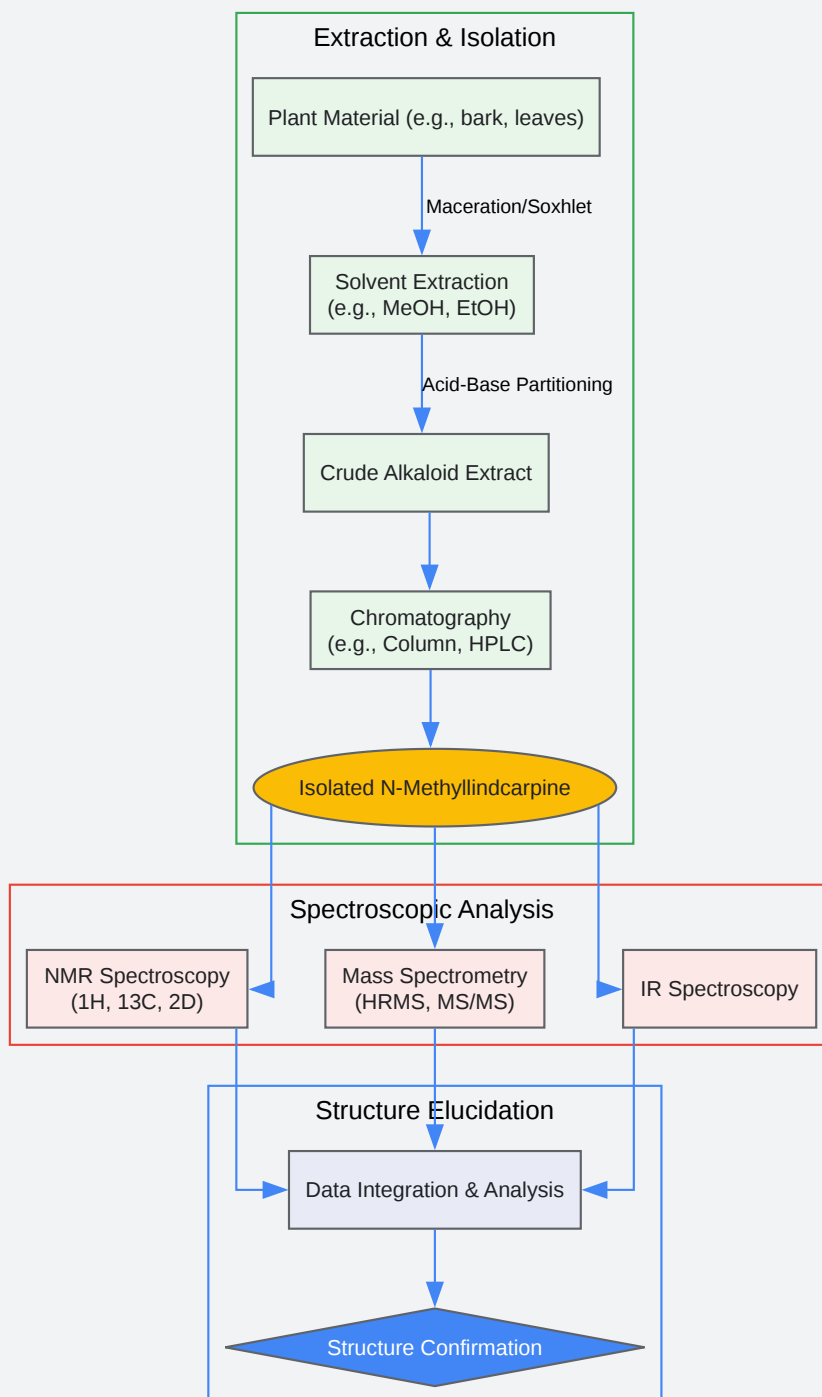 Extraction & Isolation
Plant Material (e.g., bark, leaves)
Maceration/Soxhlet
Solvent Extraction
(e.g., MeOH, EtOH)
Acid-Base Partitioning
Crude Alkaloid Extract
Chromatography
(e.g., Column, HPLC)
Isolated N-Methyllindcarpine
Spectroscopic Analysis
NMR Spectroscopy
(1H, 13C, 2D)
Mass Spectrometry
(HRMS, MS/MS)
IR Spectroscopy
Structure Elucidation
Data Integration & Analysis
Structure Confirmation